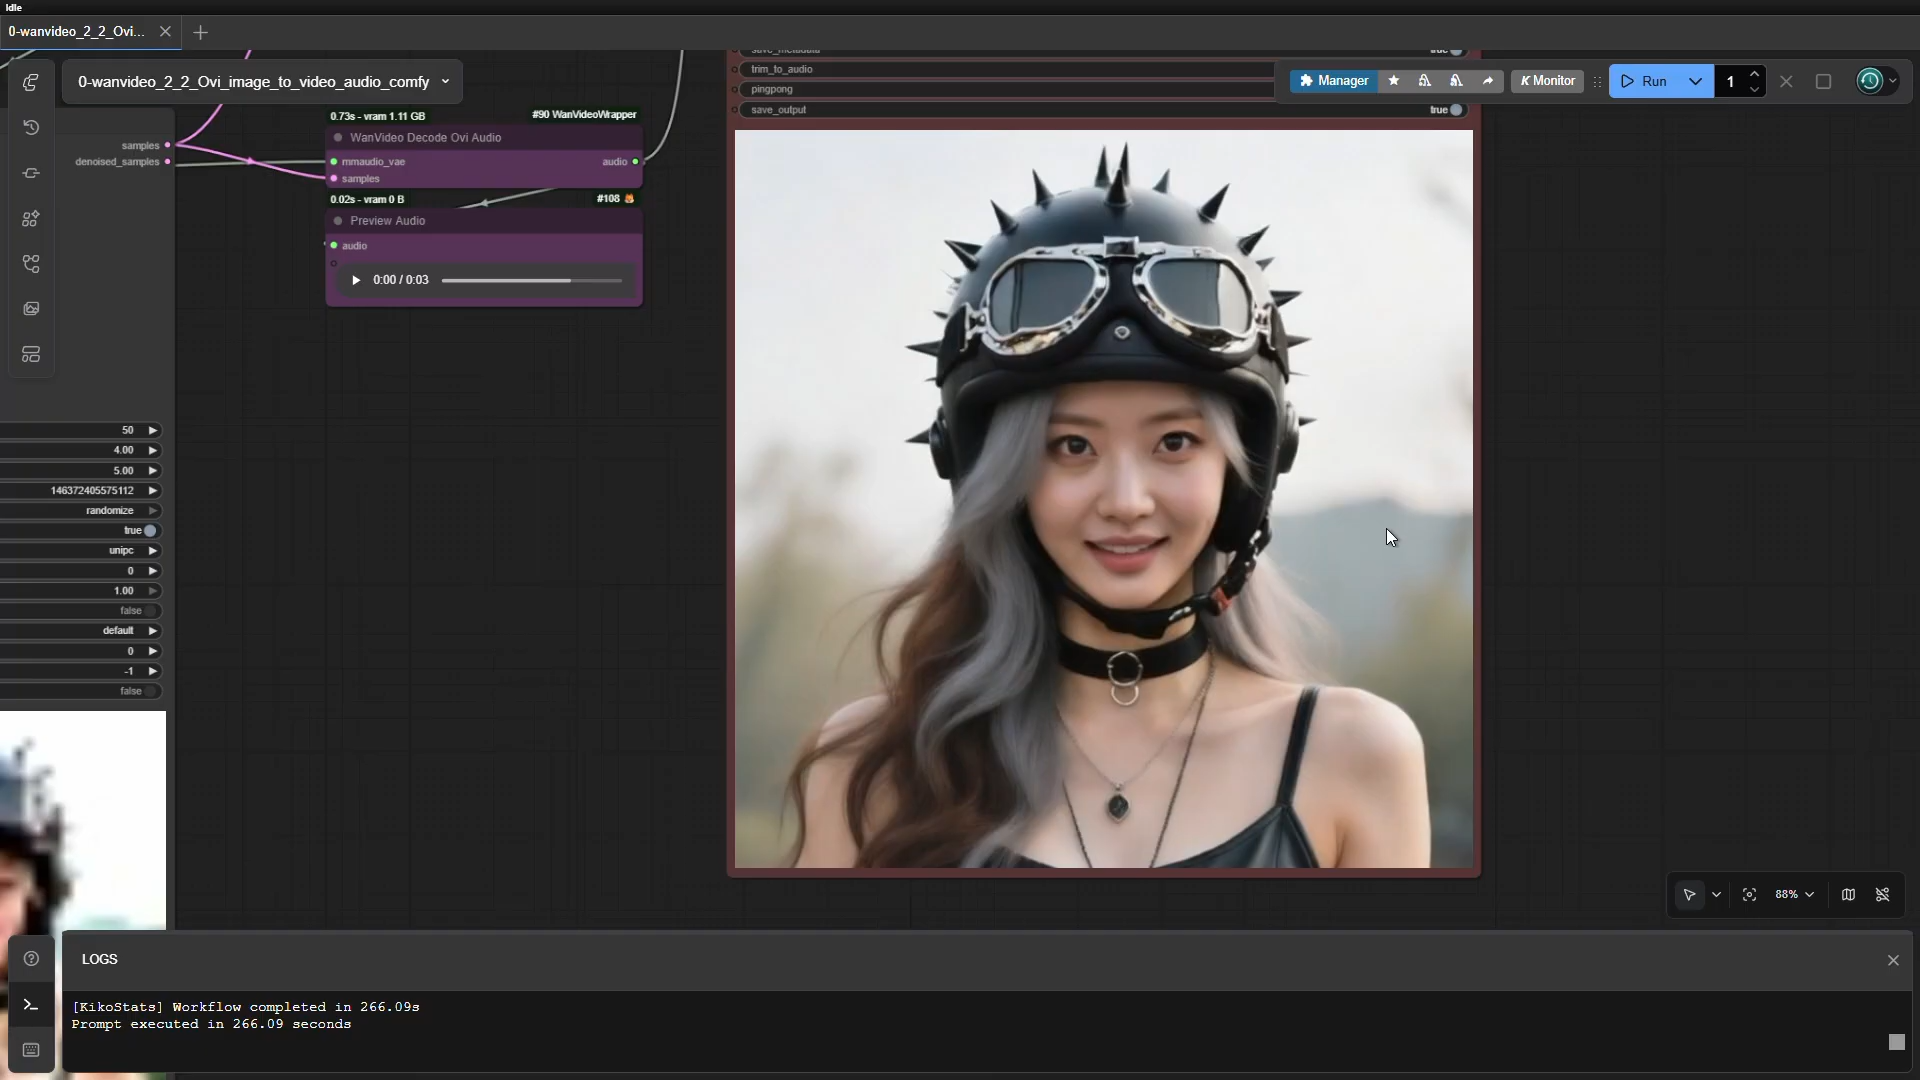 Idle
0-wanvideo_2_2_Ovi...
0-wanvideo_2_2_Ovi_image_to_video_audio_comfy
save_metadata true
trim_to_audio
pingpong
save_output true
Manager
K Monitor
Run
1
samples
denoised_samples
0.73s - vram 1.11 GB #90 WanVideoWrapper
WanVideo Decode Ovi Audio
mmaudio_vae audio
samples
0.02s - vram 0 B #108
Preview Audio
audio
0:00 / 0:03
50
4.00
5.00
146372405575112
randomize
true
unipc
0
1.00
false
default
0
-1
false
88%
LOGS
[KikoStats] Workflow completed in 266.09s
Prompt executed in 266.09 seconds